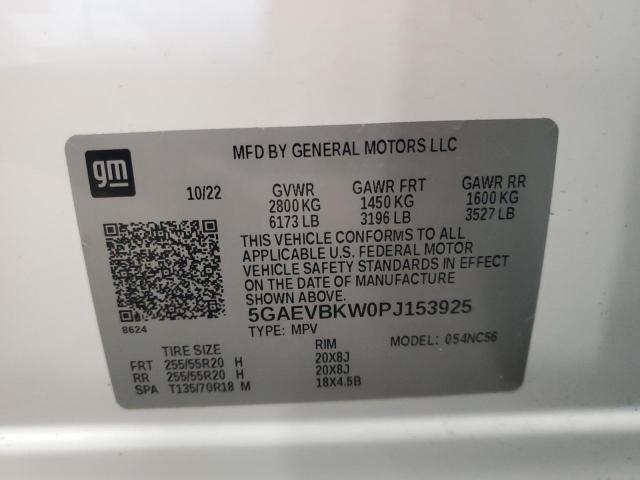 gm
MFD BY GENERAL MOTORS LLC
10/22 GVWR GAWR FRT GAWR RR
2800 KG 1450 KG 1600 KG
6173 LB 3196 LB 3527 LB
THIS VEHICLE CONFORMS TO ALL
APPLICABLE U.S. FEDERAL MOTOR
VEHICLE SAFETY STANDARDS IN EFFECT
ON THE DATE OF MANUFACTURE
SHOWN ABOVE.
8624
5GAEVBKW0PJ153925
TYPE: MPV MODEL: 054NC56
TIRE SIZE RIM
FRT 255/55R20 H 20X8J
RR 255/55R20 H 20X8J
SPA T135/70R18 M 18X4.5B